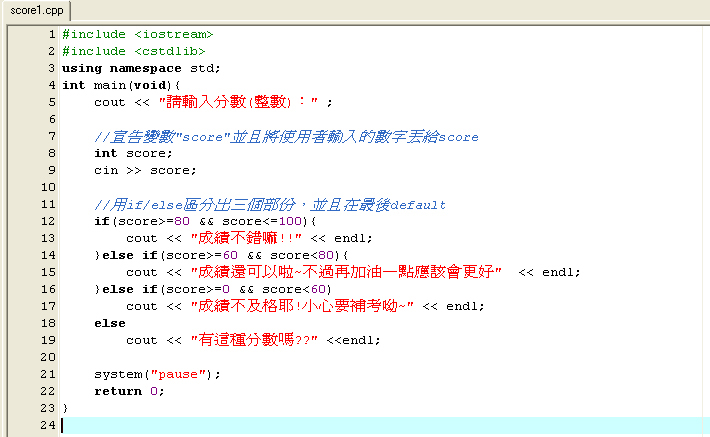 score1.cpp
1 #include <iostream>
2 #include <cstdlib>
3 using namespace std;
4 int main(void){
5 cout << "請輸入分數(整數)：" ;
6
7 //宣告變數"score"並且將使用者輸入的數字丟給score
8 int score;
9 cin >> score;
10
11 //用if/else區分出三個部份，並且在最後default
12 if(score>=80 && score<=100){
13 cout << "成績不錯嘛!!" << endl;
14 }else if(score>=60 && score<80){
15 cout << "成績還可以啦~不過再加油一點應該會更好" << endl;
16 }else if(score>=0 && score<60)
17 cout << "成績不及格耶!小心要補考呦~" << endl;
18 else
19 cout << "有這種分數嗎??" <<endl;
20
21 system("pause");
22 return 0;
23 }
24